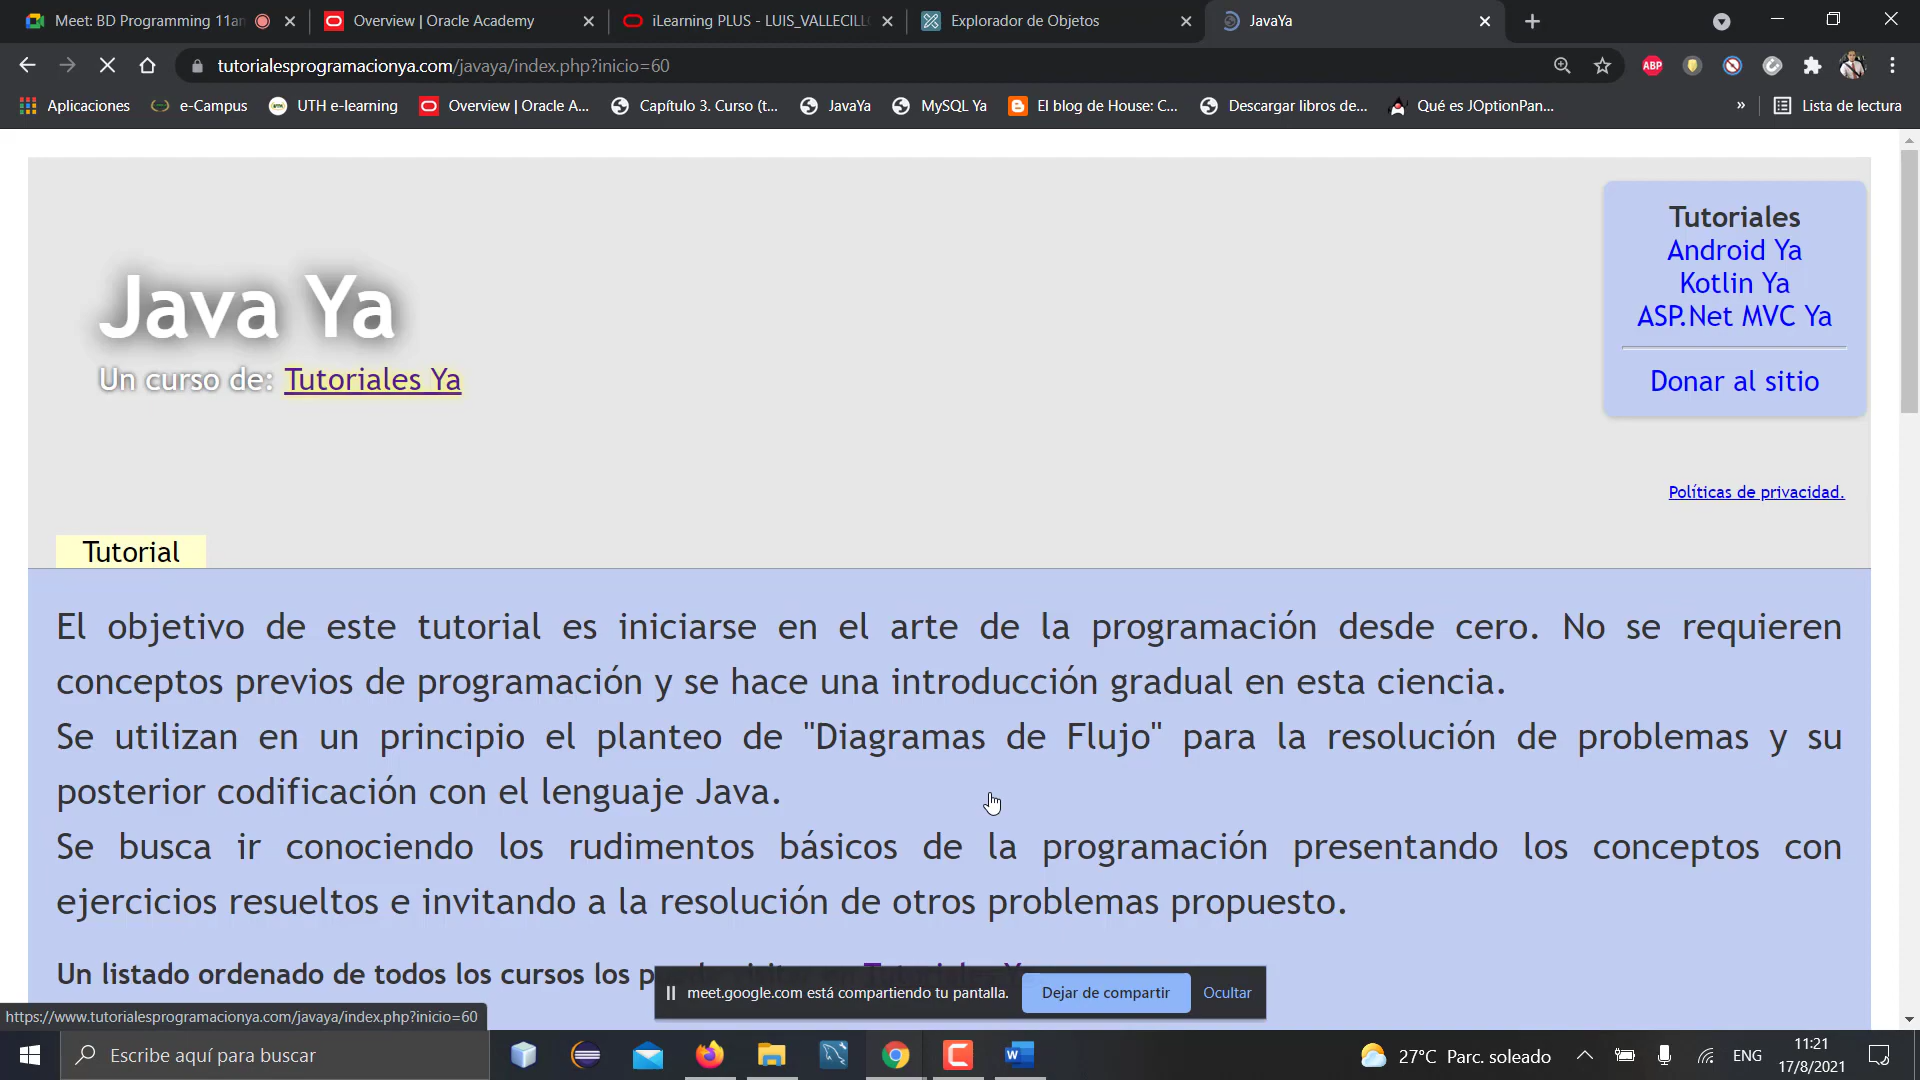 Meet: BD Programming 11am
Overview | Oracle Academy
iLearning PLUS - LUIS_VALLECILLO
Explorador de Objetos
JavaYa
tutorialesprogramacionya.com/javaya/index.php?inicio=60
ABP
Aplicaciones
e-Campus
UTH e-learning
Overview | Oracle A...
Capítulo 3. Curso (t...
JavaYa
MySQL Ya
El blog de House: C...
Descargar libros de...
Qué es JOptionPan...
»
Lista de lectura
Java Ya
Un curso de: Tutoriales Ya
Tutoriales
Android Ya
Kotlin Ya
ASP.Net MVC Ya
Donar al sitio
Políticas de privacidad.
Tutorial
El objetivo de este tutorial es iniciarse en el arte de la programación desde cero. No se requieren
conceptos previos de programación y se hace una introducción gradual en esta ciencia.
Se utilizan en un principio el planteo de "Diagramas de Flujo" para la resolución de problemas y su
posterior codificación con el lenguaje Java.
Se busca ir conociendo los rudimentos básicos de la programación presentando los conceptos con
ejercicios resueltos e invitando a la resolución de otros problemas propuesto.
Un listado ordenado de todos los cursos los
meet.google.com está compartiendo tu pantalla.
Dejar de compartir
Ocultar
https://www.tutorialesprogramacionya.com/javaya/index.php?inicio=60
Escribe aquí para buscar
27°C Parc. soleado
ENG
11:21
17/8/2021